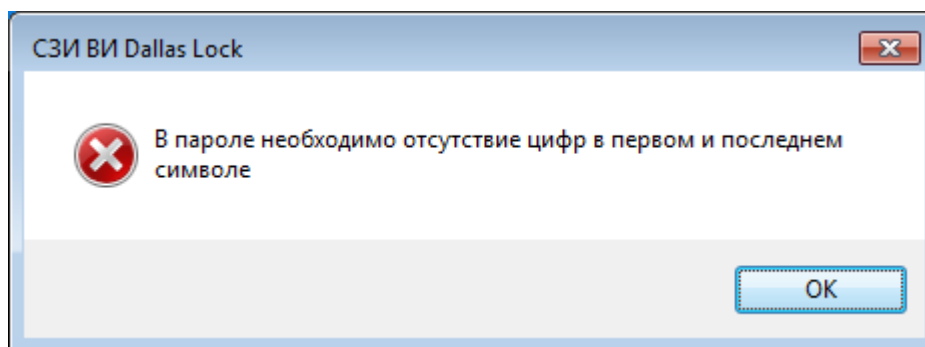 СЗИ ВИ Dallas Lock
В пароле необходимо отсутствие цифр в первом и последнем
символе
OK